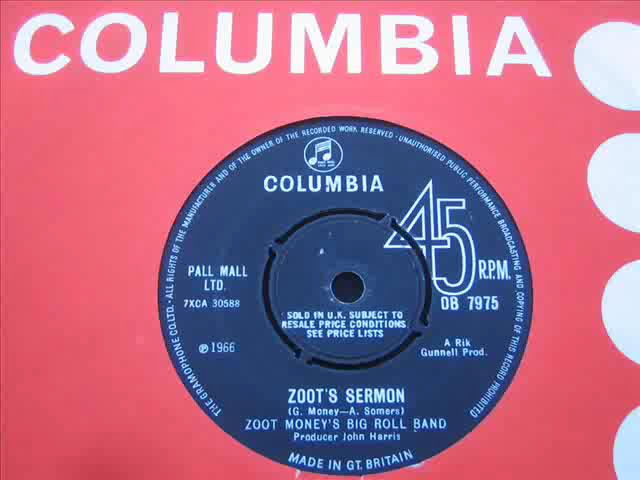 COLUMBIA
THE GRAMOPHONE CO. LTD. · ALL RIGHTS OF THE MANUFACTURER AND OF THE OWNER OF THE RECORDED WORK RESERVED · UNAUTHORISED PUBLIC PERFORMANCE BROADCASTING AND COPYING OF THIS RECORD PROHIBITED
COLUMBIA
45
R.P.M.
PALL MALL
LTD.
7XCA 30588
DB 7975
SOLD IN U.K. SUBJECT TO
RESALE PRICE CONDITIONS,
SEE PRICE LISTS
℗ 1966
A Rik
Gunnell Prod.
ZOOT'S SERMON
(G. Money—A. Somers)
ZOOT MONEY'S BIG ROLL BAND
Producer John Harris
MADE IN GT. BRITAIN